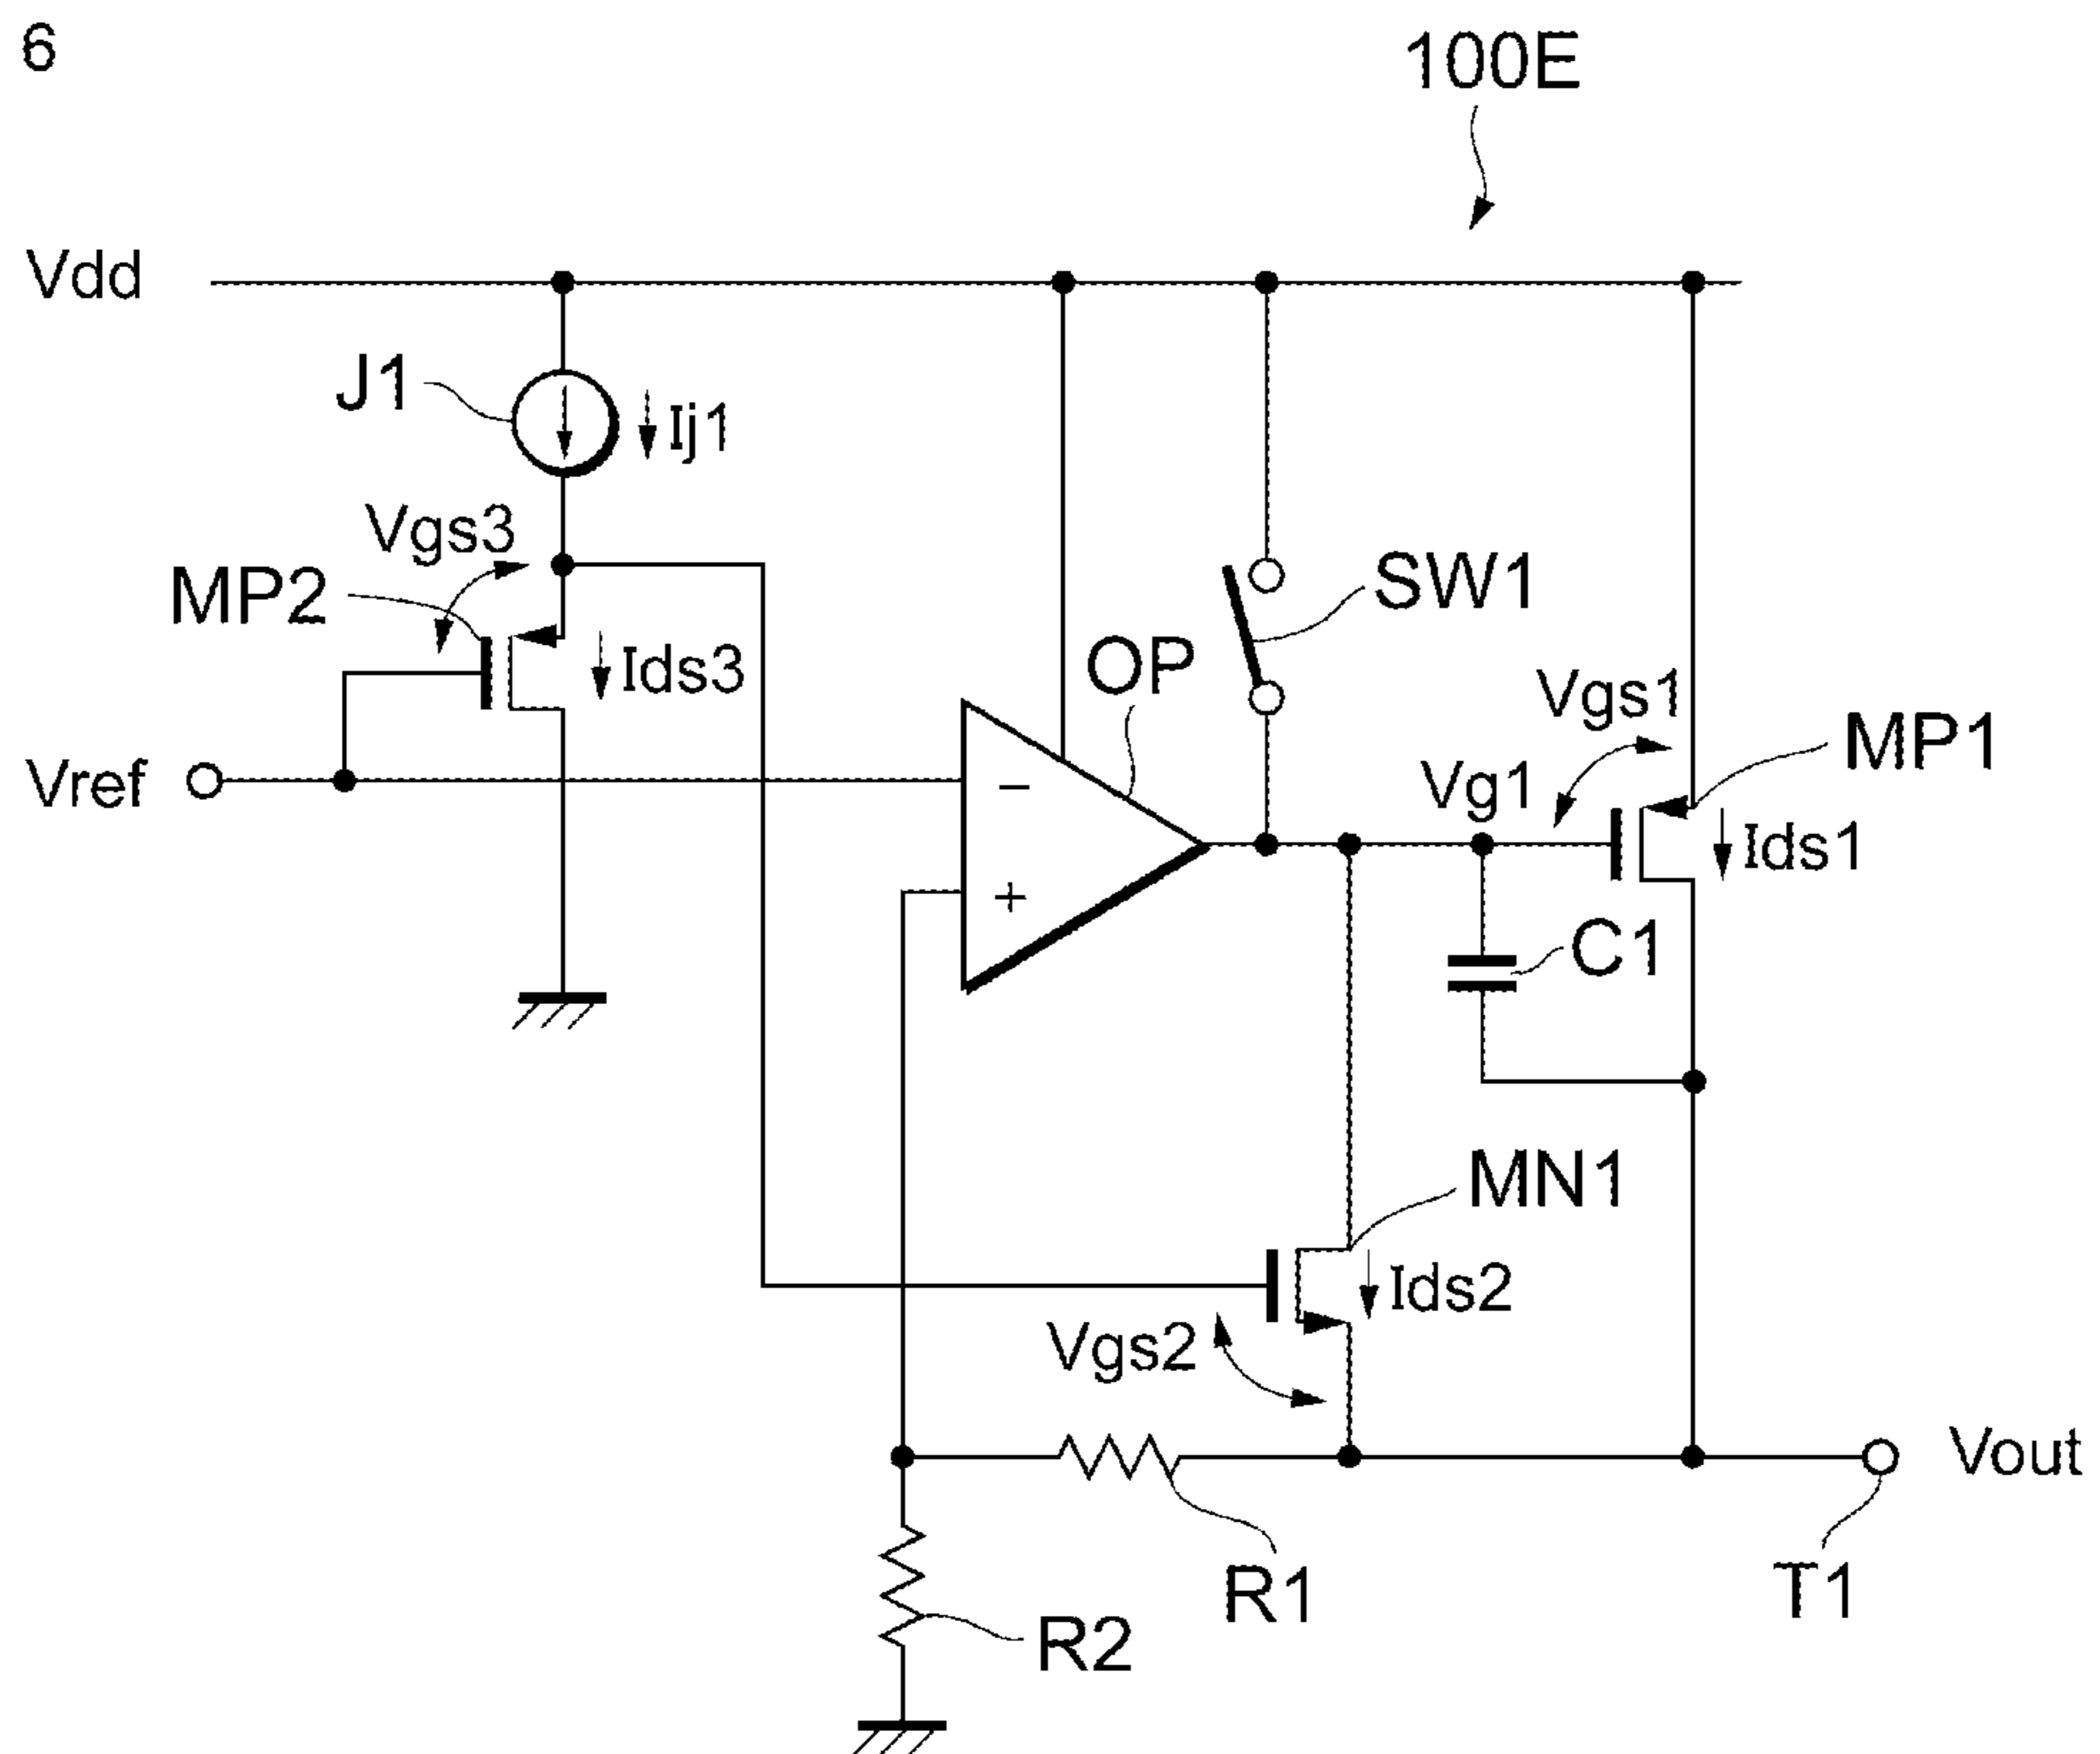 6
100E
Vdd
J1
Ij1
Vgs3
MP2
Ids3
SW1
OP
Vgs1
MP1
Vref
−
Vg1
Ids1
+
C1
MN1
Ids2
Vgs2
Vout
R1
T1
R2